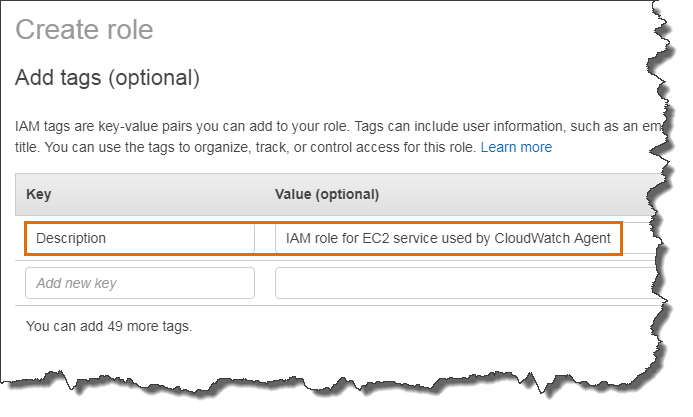 Create role
Add tags (optional)
IAM tags are key-value pairs you can add to your role. Tags can include user information, such as an
title. You can use the tags to organize, track, or control access for this role. Learn more
Key Value (optional)
Description IAM role for EC2 service used by CloudWatch Agent
Add new key
You can add 49 more tags.